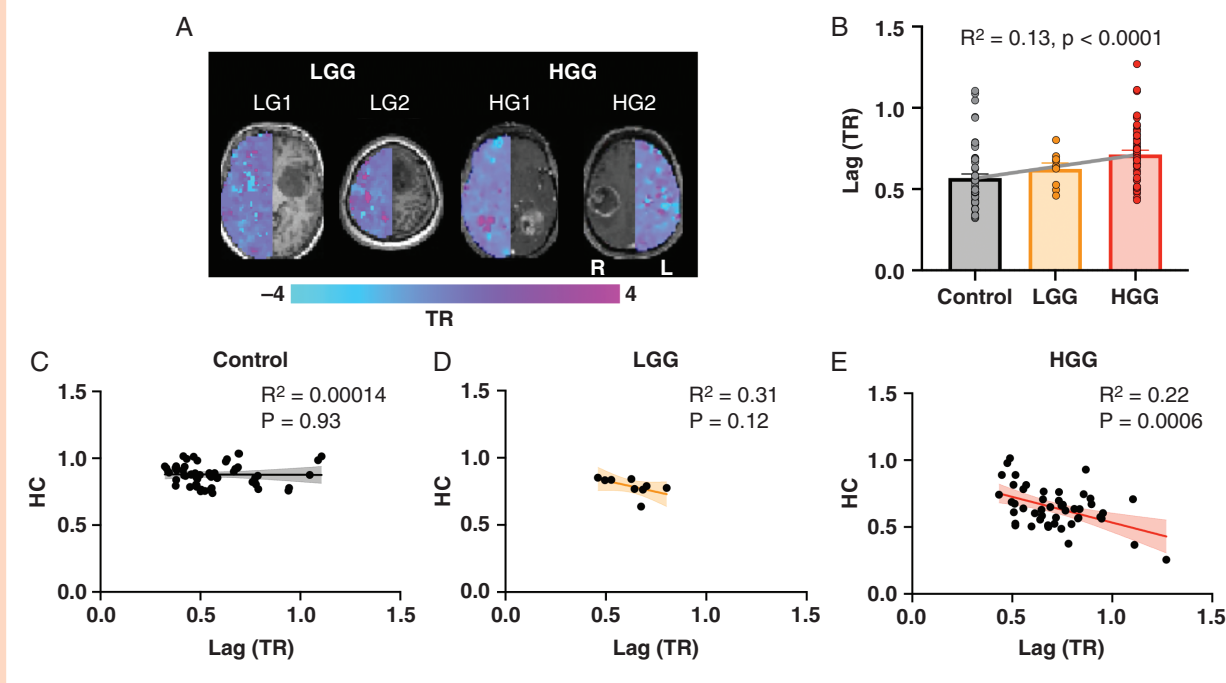 A
LGG
HGG
LG1
LG2
HG1
HG2
R
L
–4
4
TR
B
R² = 0.13, p < 0.0001
Lag (TR)
1.5
1.0
0.5
0.0
Control
LGG
HGG
C
Control
R² = 0.00014
P = 0.93
HC
1.5
1.0
0.5
0.0
0.0
0.5
1.0
1.5
Lag (TR)
D
LGG
R² = 0.31
P = 0.12
HC
1.5
1.0
0.5
0.0
0.0
0.5
1.0
1.5
Lag (TR)
E
HGG
R² = 0.22
P = 0.0006
HC
1.5
1.0
0.5
0.0
0.0
0.5
1.0
1.5
Lag (TR)